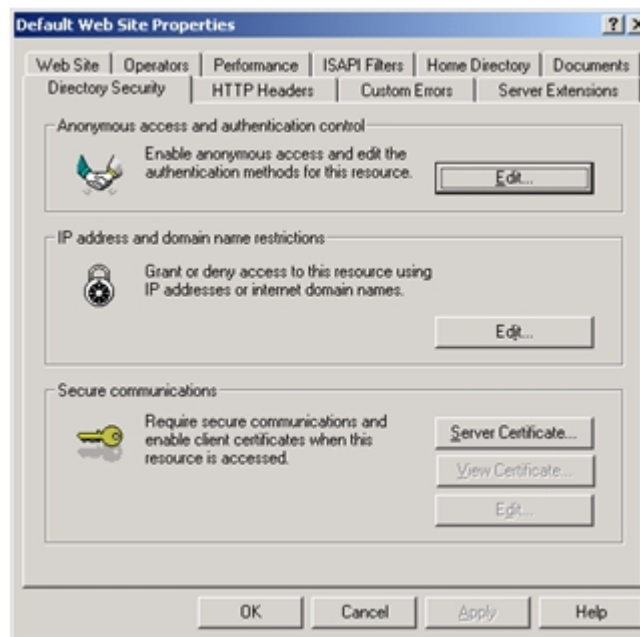 Default Web Site Properties
Web Site Operators Performance ISAPI Filters Home Directory Documents
Directory Security HTTP Headers Custom Errors Server Extensions
Anonymous access and authentication control
Enable anonymous access and edit the
authentication methods for this resource.
Edit...
IP address and domain name restrictions
Grant or deny access to this resource using
IP addresses or internet domain names.
Edit...
Secure communications
Require secure communications and
enable client certificates when this
resource is accessed.
Server Certificate...
View Certificate...
Edit...
OK Cancel Apply Help